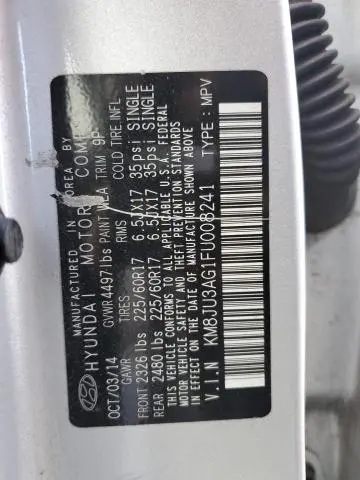 MANUFACTURED IN KOREA BY
HYUNDAI MOTOR COMP
OCT/03/14 GVWR 4497lbs PAINT AREA TRIM 9P
GAWR TIRES RIMS COLD TIRE INFL
FRONT 2326 lbs 225/60R17 6.5JX17 35psi SINGLE
REAR 2480 lbs 225/60R17 6.5JX17 35psi SINGLE
THIS VEHICLE CONFORMS TO ALL APPLICABLE FEDERAL
MOTOR VEHICLE SAFETY AND THEFT PREVENTION STANDARDS
IN EFFECT ON THE DATE OF MANUFACTURE SHOWN ABOVE
V.I.N KM8JU3AG1FU008241 TYPE: MPV